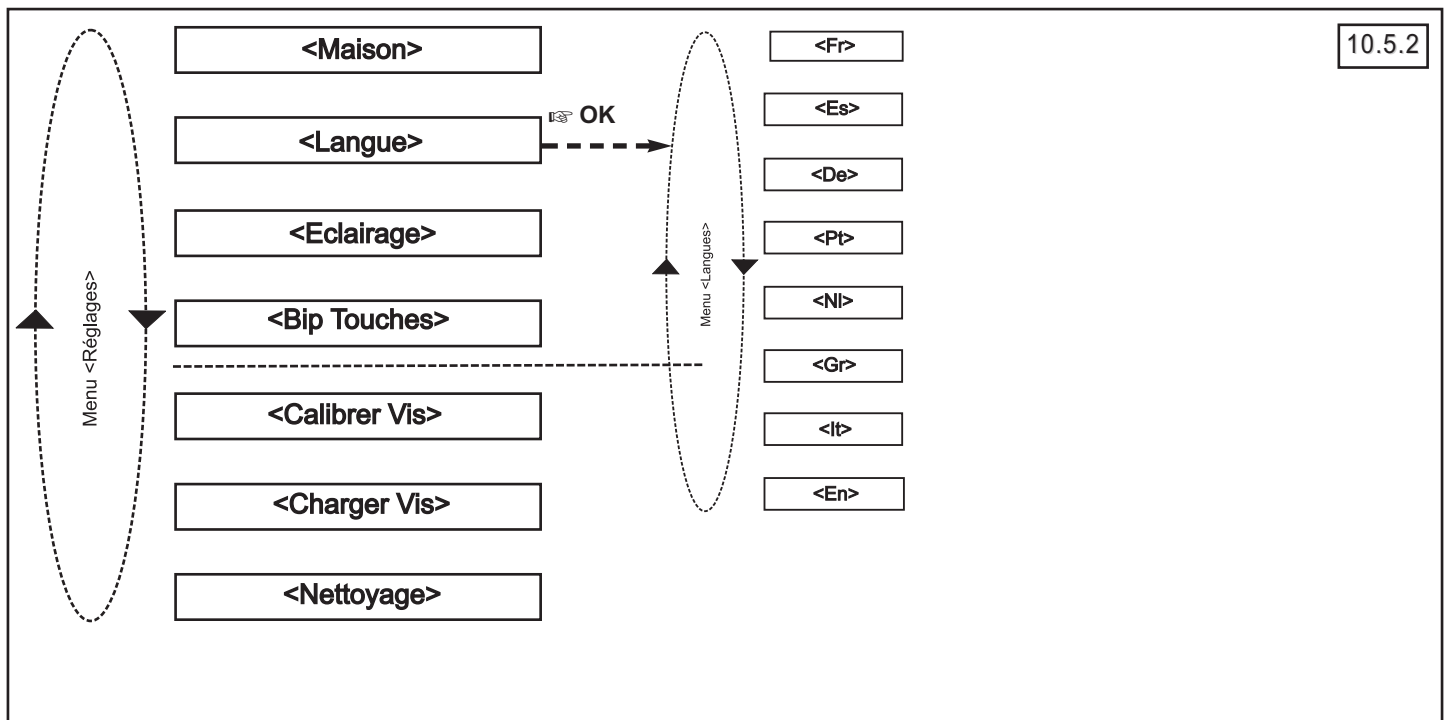 10.5.2
Menu <Réglages>
<Maison>
<Langue>
☞ OK
<Eclairage>
<Bip Touches>
<Calibrer Vis>
<Charger Vis>
<Nettoyage>
Menu <Langues>
<Fr>
<Es>
<De>
<Pt>
<Nl>
<Gr>
<It>
<En>